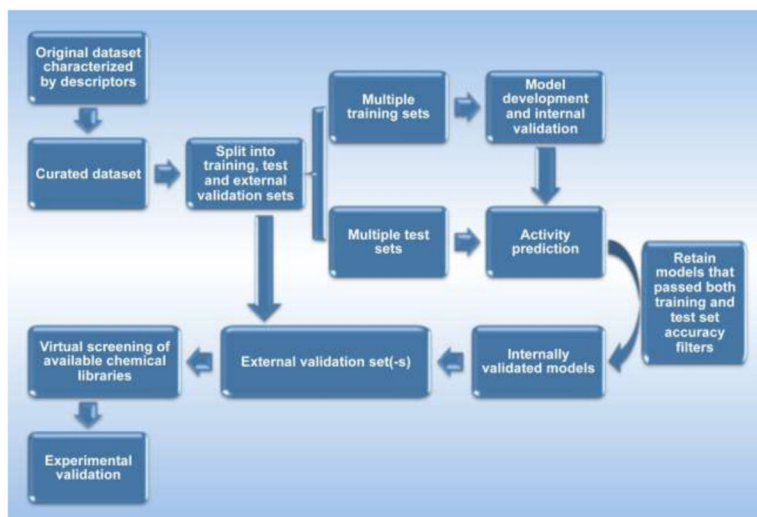 Original dataset
characterized
by descriptors
Curated dataset
Split into
training, test
and external
validation sets
Multiple
training sets
Model
development
and internal
validation
Multiple test
sets
Activity
prediction
Retain
models that
passed both
training and
test set
accuracy
filters
Internally
validated models
External validation set(-s)
Virtual screening of
available chemical
libraries
Experimental
validation